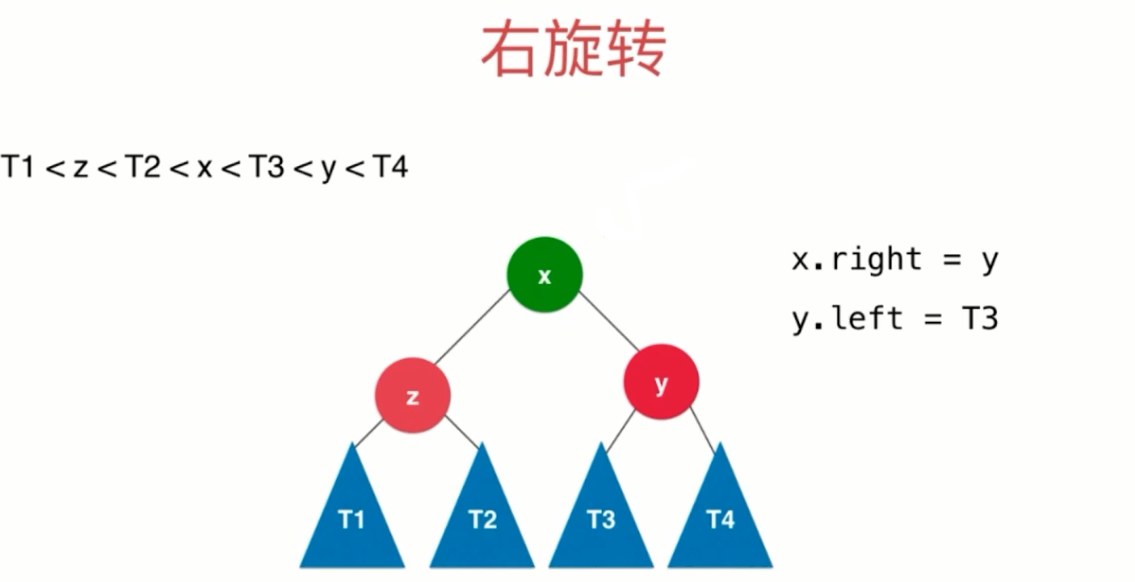 右旋转
T1 < z < T2 < x < T3 < y < T4
x
x.right = y
y.left = T3
z
y
T1
T2
T3
T4